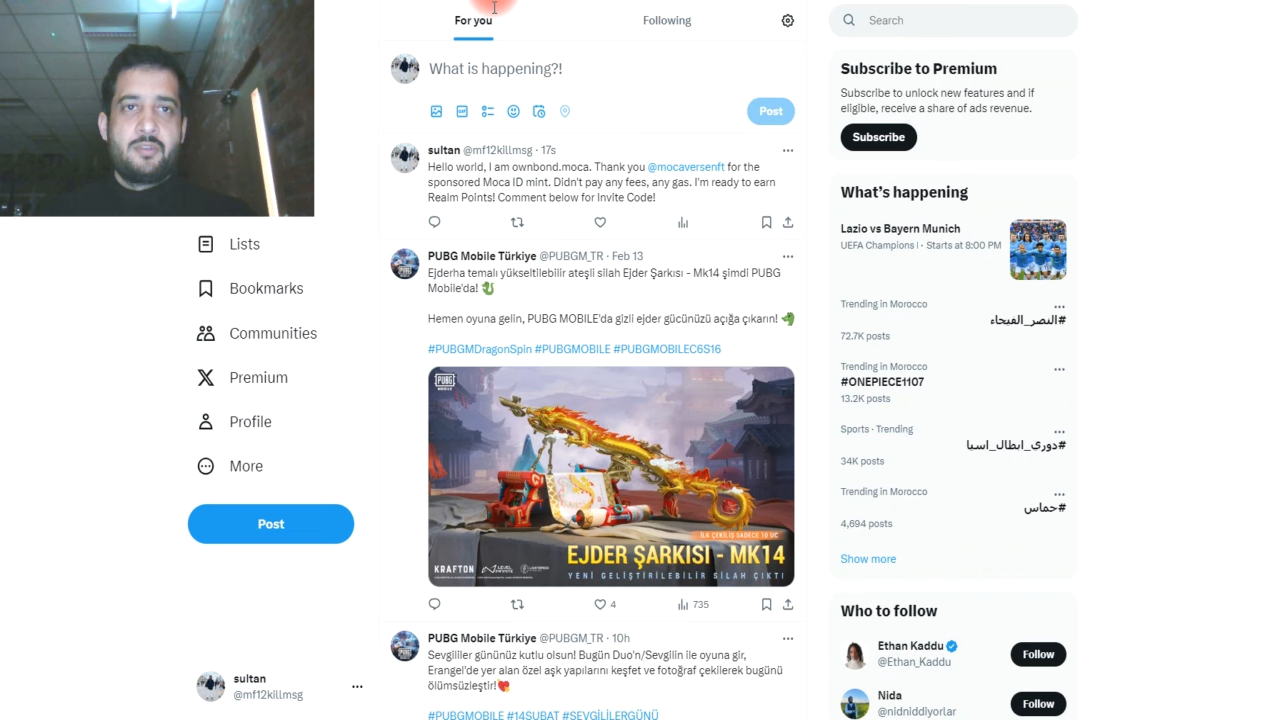 For you
Following
What is happening?!
GIF
Post
sultan @mf12killmsg · 17s
Hello world, I am ownbond.moca. Thank you @mocaversenft for the
sponsored Moca ID mint. Didn't pay any fees, any gas. I'm ready to earn
Realm Points! Comment below for Invite Code!
PUBG Mobile Türkiye @PUBGM_TR · Feb 13
Ejderha temalı yükseltilebilir ateşli silah Ejder Şarkısı - Mk14 şimdi PUBG
Mobile'da!
Hemen oyuna gelin, PUBG MOBILE'da gizli ejder gücünüzü açığa çıkarın!
#PUBGMDragonSpin #PUBGMOBILE #PUBGMOBILEC6S16
PUBG
MOBILE
İLK ÇEKİLİŞ SADECE 10 UC
EJDER ŞARKISI - MK14
YENİ GELİŞTİRİLEBİLİR SİLAH ÇIKTI
KRAFTON
4
735
PUBG Mobile Türkiye @PUBGM_TR · 10h
Sevgililer gününüz kutlu olsun! Bugün Duo'n/Sevgilin ile oyuna gir,
Erangel'de yer alan özel aşk yapılarını keşfet ve fotoğraf çekilerek bugünü
ölümsüzleştir!
#PUBGMOBILE #14SUBAT #SEVGİLİLERGÜNÜ
Lists
Bookmarks
Communities
Premium
Profile
More
Post
sultan
@mf12killmsg
Search
Subscribe to Premium
Subscribe to unlock new features and if
eligible, receive a share of ads revenue.
Subscribe
What's happening
Lazio vs Bayern Munich
UEFA Champions l · Starts at 8:00 PM
Trending in Morocco
#النصر_الفيحاء
72.7K posts
Trending in Morocco
#ONEPIECE1107
13.2K posts
Sports · Trending
#دوري_ابطال_اسيا
34K posts
Trending in Morocco
#حماس
4,694 posts
Show more
Who to follow
Ethan Kaddu
@Ethan_Kaddu
Follow
Nida
@nidniddiyorlar
Follow